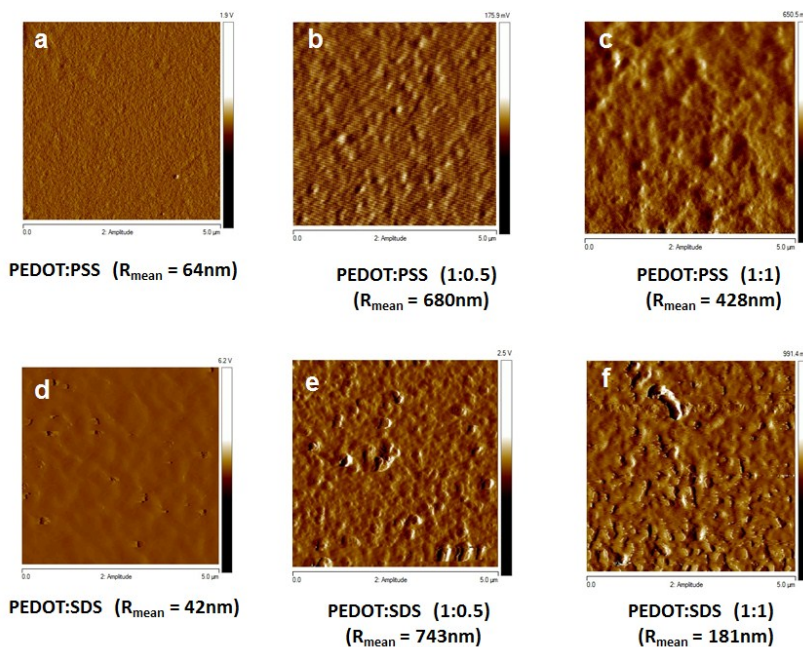 a
1.9 V
b
175.9 mV
c
650.5 m
0.0 2: Amplitude 5.0 µm
0.0 2: Amplitude 5.0 µm
0.0 2: Amplitude 5.0 µm
PEDOT:PSS (Rmean = 64nm)
PEDOT:PSS (1:0.5)
(Rmean = 680nm)
PEDOT:PSS (1:1)
(Rmean = 428nm)
d
6.2 V
e
2.5 V
f
991.4 m
0.0 2: Amplitude 5.0 µm
0.0 2: Amplitude 5.0 µm
0.0 2: Amplitude 5.0 µm
PEDOT:SDS (Rmean = 42nm)
PEDOT:SDS (1:0.5)
(Rmean = 743nm)
PEDOT:SDS (1:1)
(Rmean = 181nm)